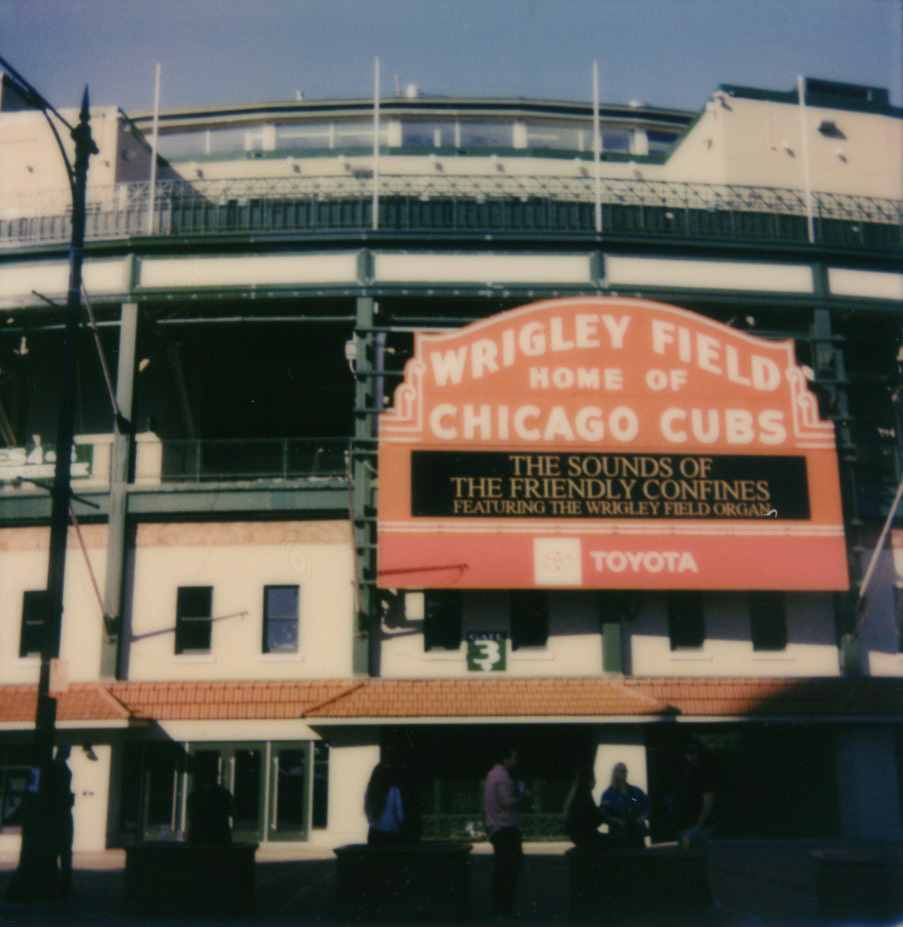 WRIGLEY FIELD
HOME OF
CHICAGO CUBS
THE SOUNDS OF
THE FRIENDLY CONFINES
FEATURING THE WRIGLEY FIELD ORGAN
TOYOTA
GATE
3